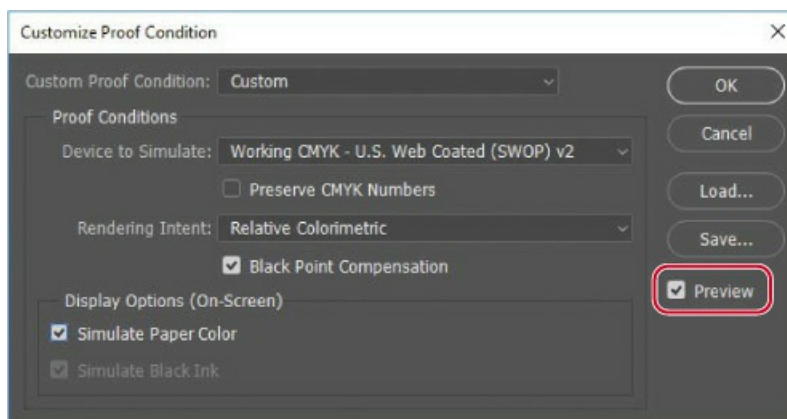 Customize Proof Condition
Custom Proof Condition: Custom
OK
Proof Conditions
Cancel
Device to Simulate: Working CMYK - U.S. Web Coated (SWOP) v2
Preserve CMYK Numbers
Load...
Rendering Intent: Relative Colorimetric
Save...
Black Point Compensation
Preview
Display Options (On-Screen)
Simulate Paper Color
Simulate Black Ink